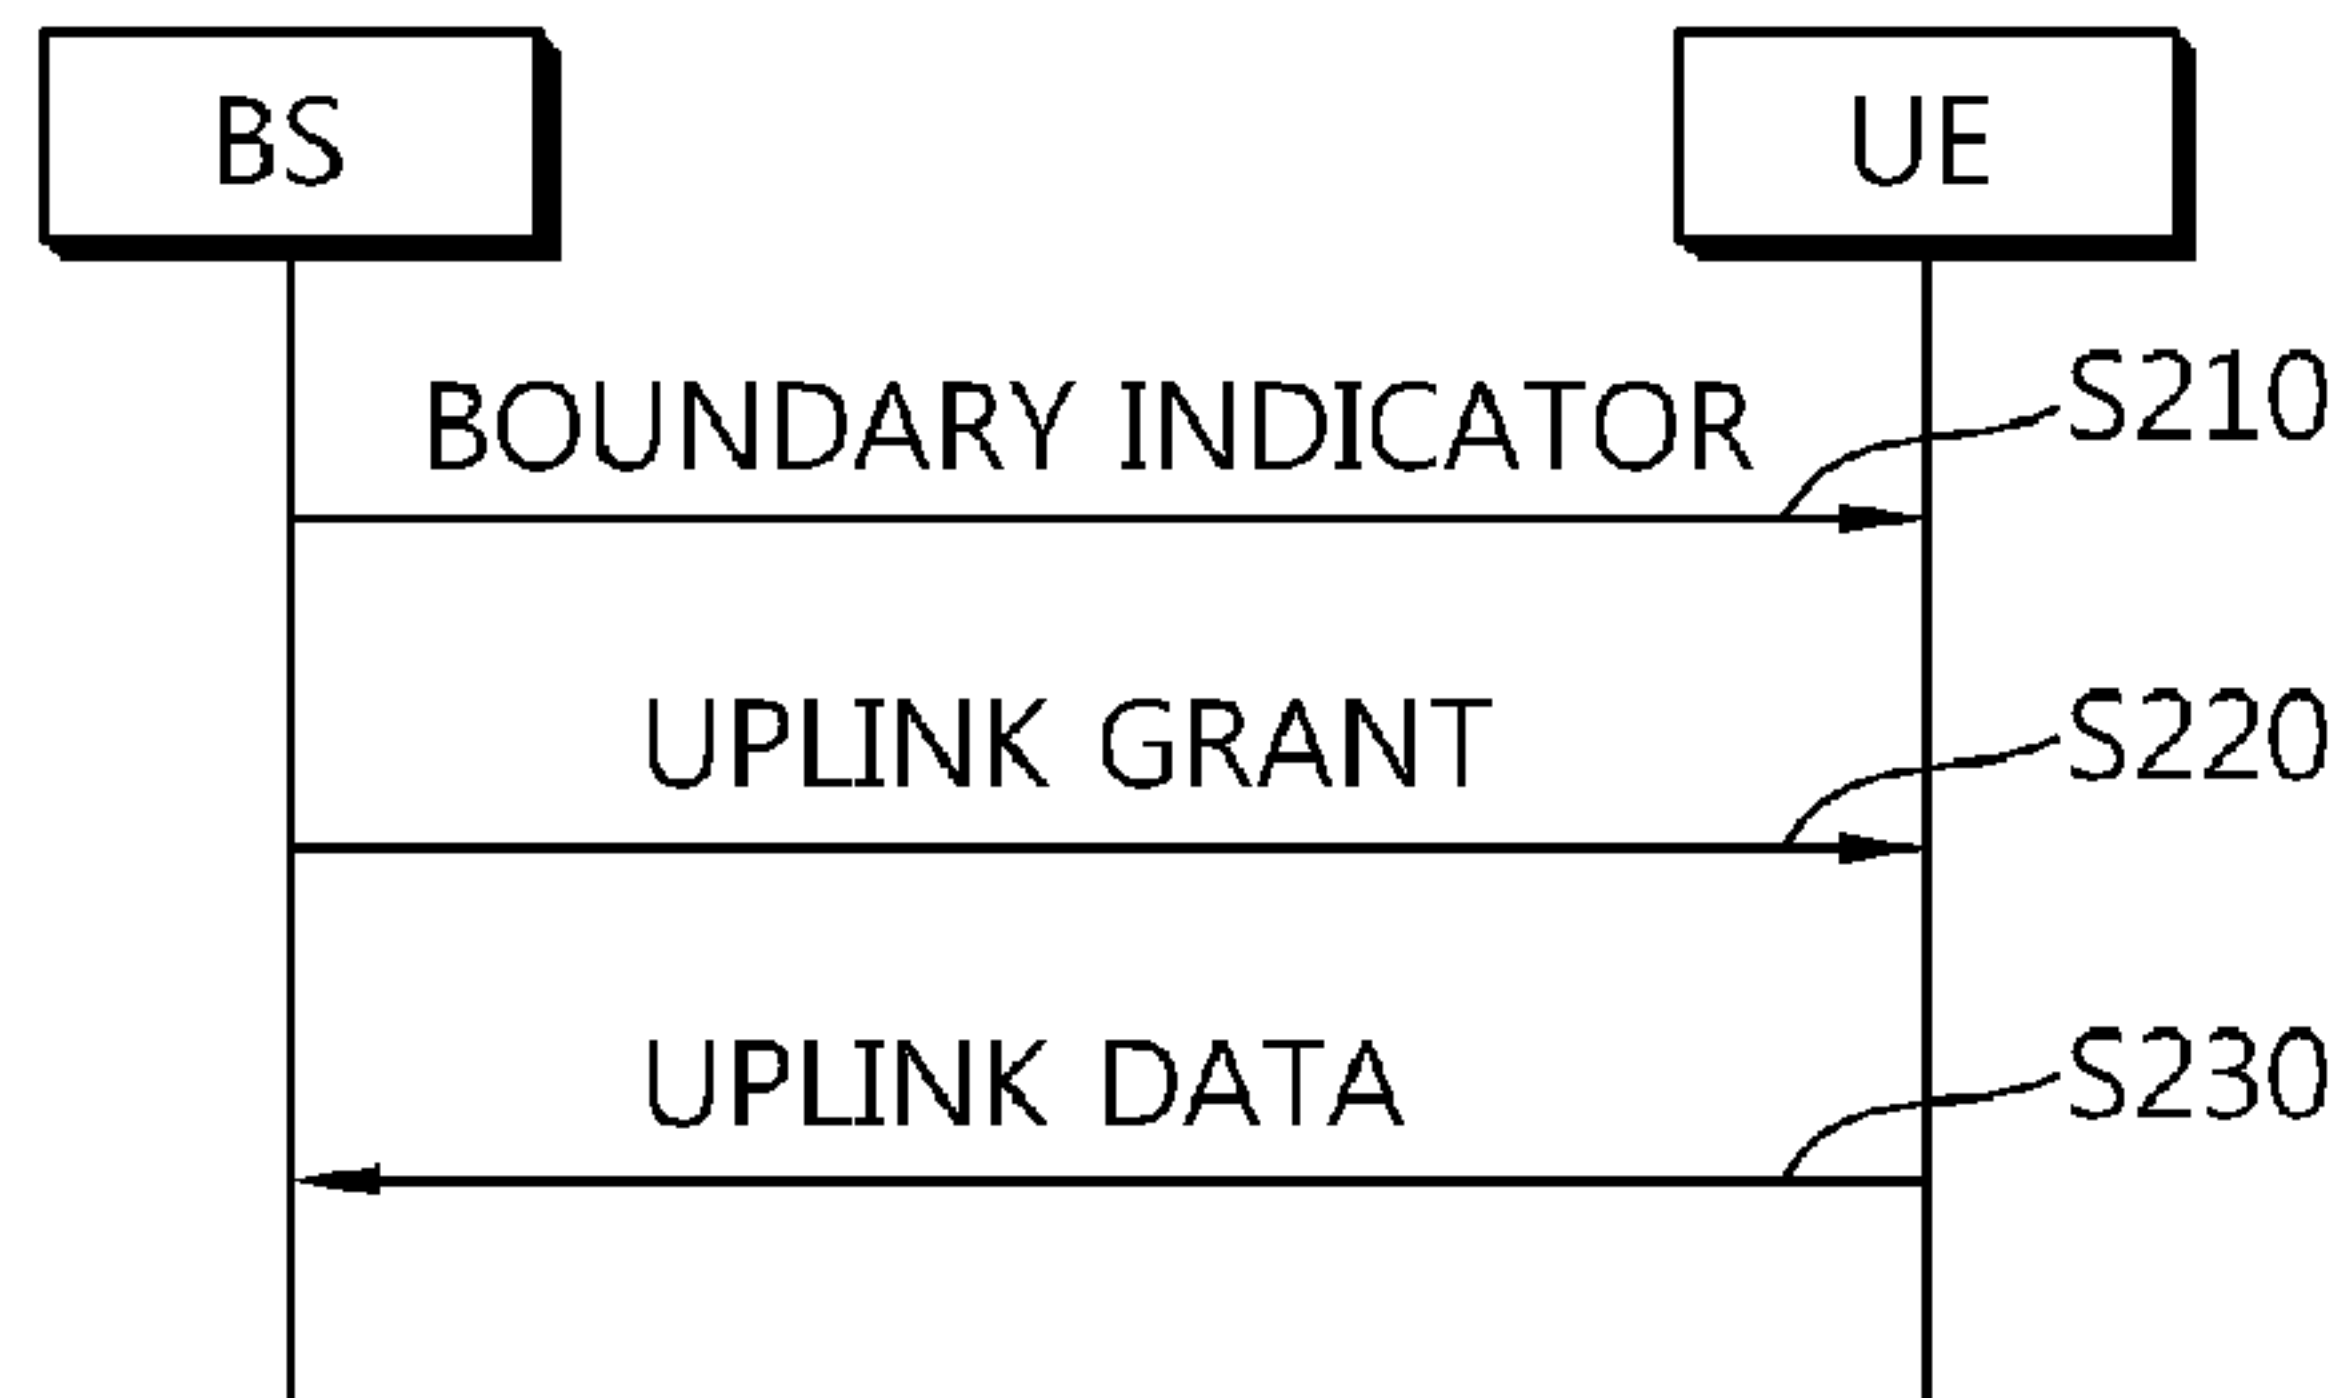 BS
UE
BOUNDARY INDICATOR
S210
UPLINK GRANT
S220
UPLINK DATA
S230